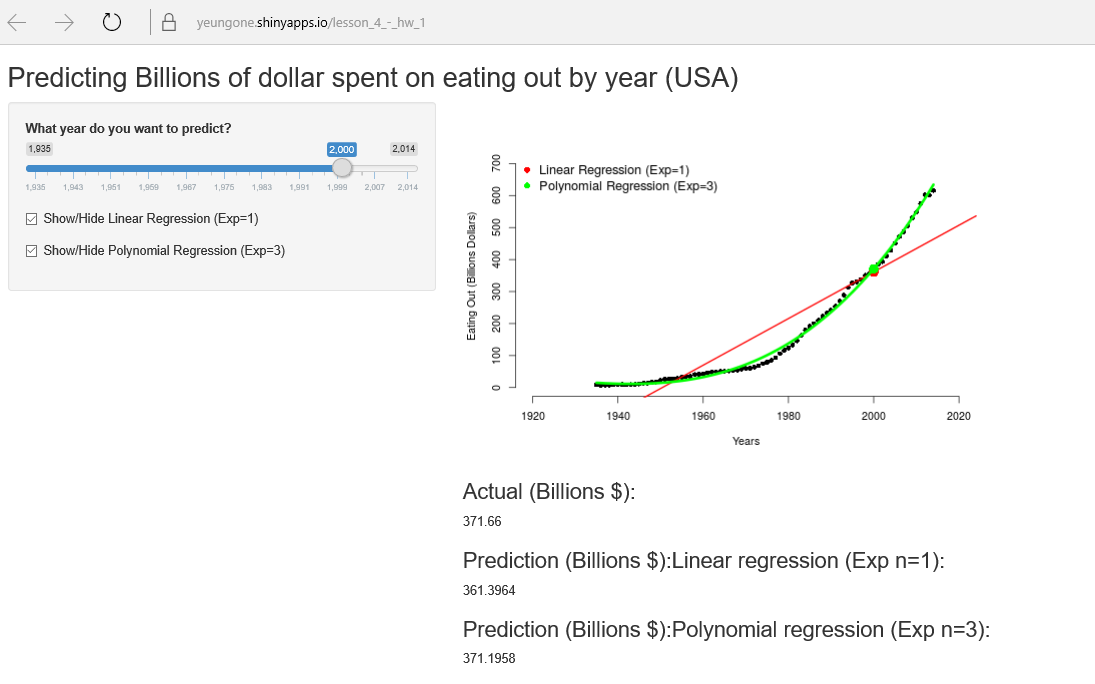 yeungone.shinyapps.io/lesson_4_-_hw_1
Predicting Billions of dollar spent on eating out by year (USA)
What year do you want to predict?
1,935 2,000 2,014
1,935 1,943 1,951 1,959 1,967 1,975 1,983 1,991 1,999 2,007 2,014
Show/Hide Linear Regression (Exp=1)
Show/Hide Polynomial Regression (Exp=3)
Linear Regression (Exp=1)
Polynomial Regression (Exp=3)
Eating Out (Billions Dollars)
700
600
500
400
300
200
100
0
1920 1940 1960 1980 2000 2020
Years
Actual (Billions $):
371.66
Prediction (Billions $):Linear regression (Exp n=1):
361.3964
Prediction (Billions $):Polynomial regression (Exp n=3):
371.1958